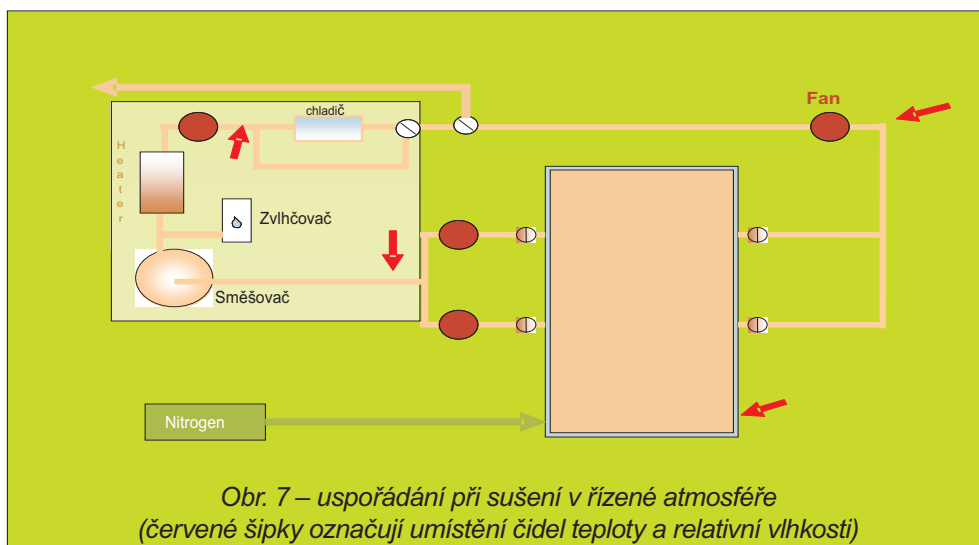 chladič
Fan
Heater
Zvlhčovač
Směšovač
Nitrogen
Obr. 7 – uspořádání při sušení v řízené atmosféře
(červené šipky označují umístění čidel teploty a relativní vlhkosti)